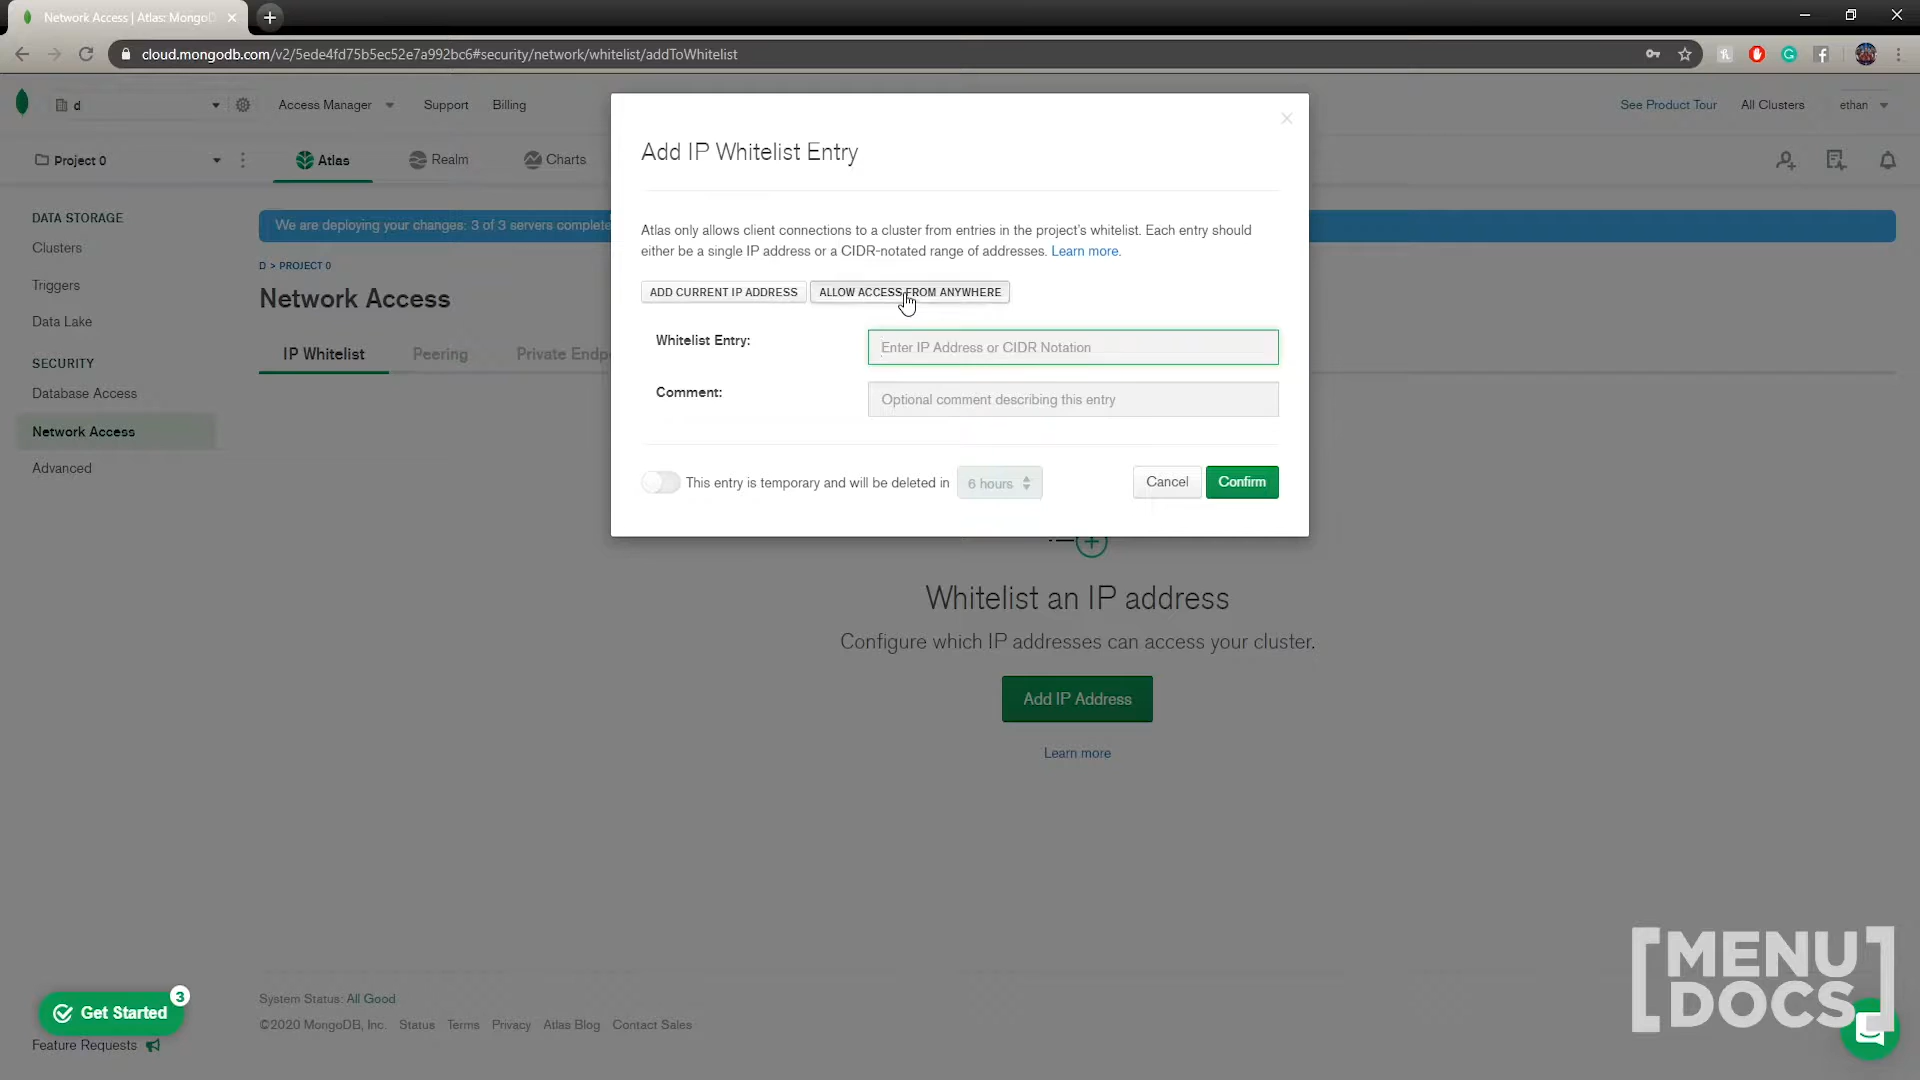 Network Access | Atlas: MongoD
cloud.mongodb.com/v2/5ede4fd75b5ec52e7a992bc6#security/network/whitelist/addToWhitelist
d
Access Manager
Support
Billing
See Product Tour
All Clusters
ethan
Project 0
Atlas
Realm
Charts
DATA STORAGE
Clusters
Triggers
Data Lake
SECURITY
Database Access
Network Access
Advanced
We are deploying your changes: 3 of 3 servers complete
D > PROJECT 0
Network Access
IP Whitelist
Peering
Private Endp
Add IP Whitelist Entry
Atlas only allows client connections to a cluster from entries in the project's whitelist. Each entry should
either be a single IP address or a CIDR-notated range of addresses. Learn more.
ADD CURRENT IP ADDRESS
ALLOW ACCESS FROM ANYWHERE
Whitelist Entry:
Enter IP Address or CIDR Notation
Comment:
Optional comment describing this entry
This entry is temporary and will be deleted in
6 hours
Cancel
Confirm
Whitelist an IP address
Configure which IP addresses can access your cluster.
Add IP Address
Learn more
System Status: All Good
©2020 MongoDB, Inc.
Status
Terms
Privacy
Atlas Blog
Contact Sales
Get Started
3
Feature Requests
[MENU
DOCS]